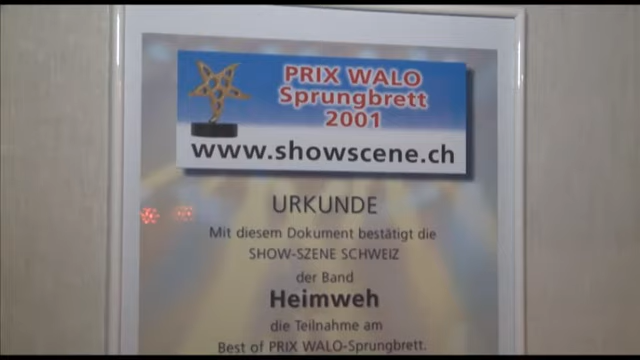 PRIX WALO
Sprungbrett
2001
www.showscene.ch
URKUNDE
Mit diesem Dokument bestätigt die
SHOW-SZENE SCHWEIZ
der Band
Heimweh
die Teilnahme am
Best of PRIX WALO-Sprungbrett.